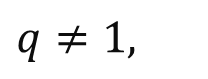 q ≠ 1,